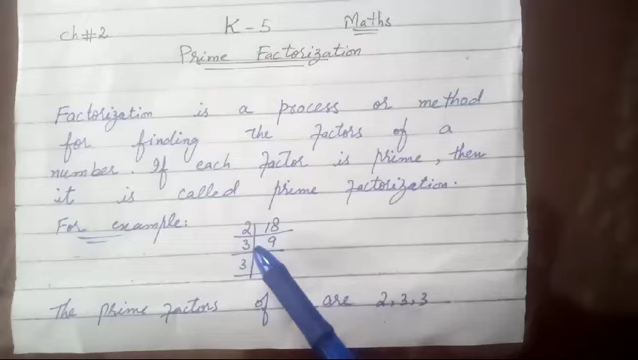 ch#2 K-5 Maths
Prime Factorization
Factorization is a process or method
for finding the factors of a
number. If each factor is prime, then
it is called prime factorization.
For example: 2 18
3 9
3
The prime factors of are 2,3,3